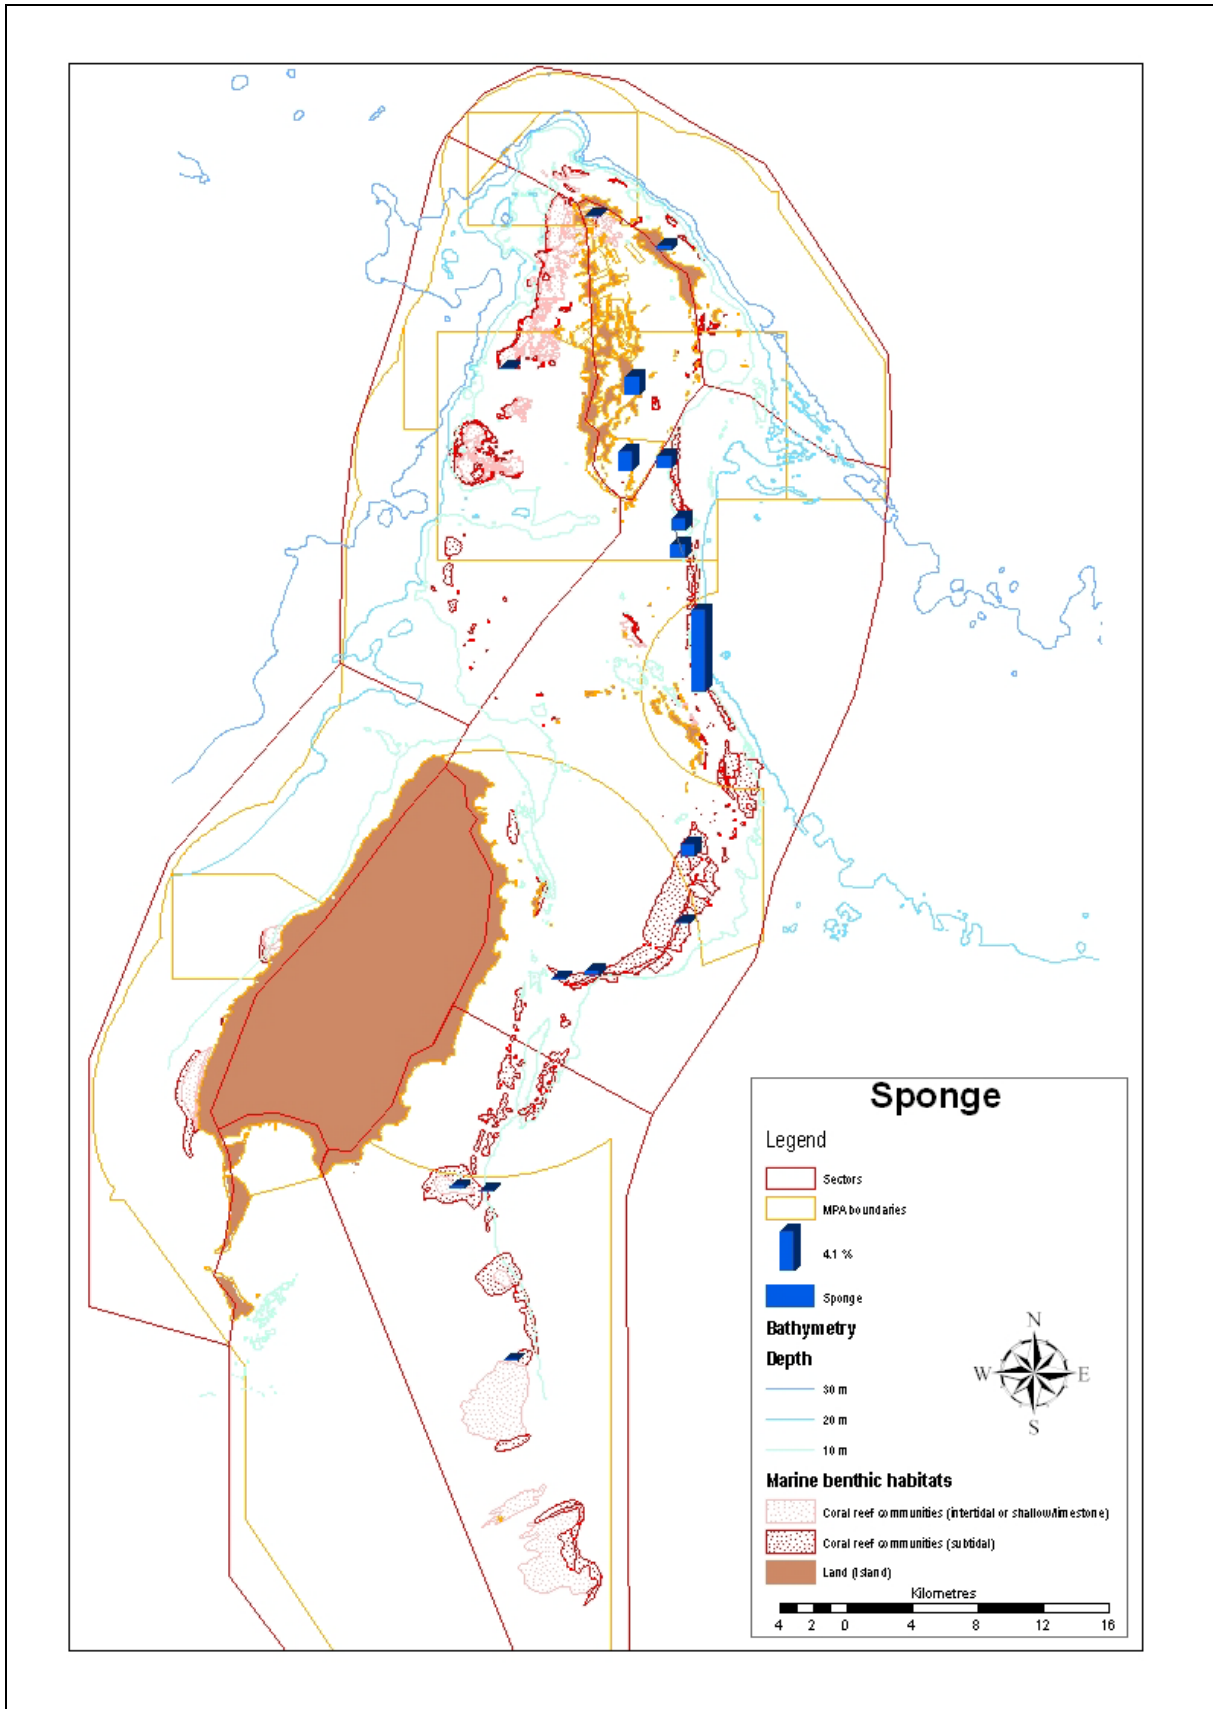 Sponge
Legend
Sectors
MPA boundaries
4.1 %
Sponge
Bathymetry
Depth
30 m
20 m
10 m
N
W E
S
Marine benthic habitats
Coral reef communities (intertidal or shallow/limestone)
Coral reef communities (subtidal)
Land (Island)
Kilometres
4 2 0 4 8 12 16